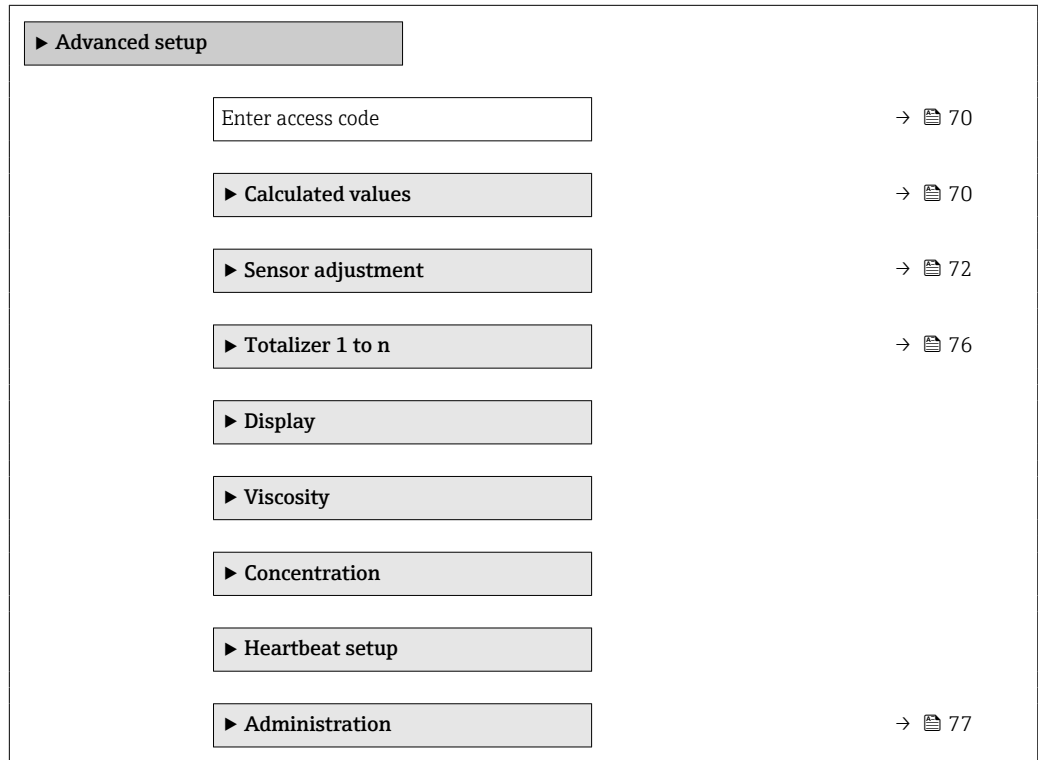 ► Advanced setup
Enter access code → 70
► Calculated values → 70
► Sensor adjustment → 72
► Totalizer 1 to n → 76
► Display
► Viscosity
► Concentration
► Heartbeat setup
► Administration → 77